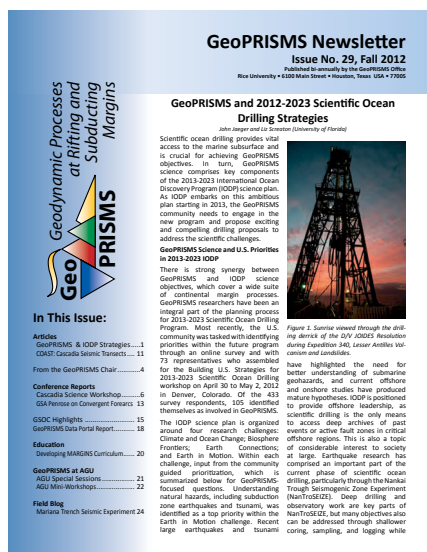 GeoPRISMS Newsletter
Issue No. 29, Fall 2012
Published bi-annually by the GeoPRISMS Office
Rice University • 6100 Main Street • Houston, Texas USA • 77005
Geodynamic Processes
at Rifting and
Subducting
Margins
Geo
PRISMS
In This Issue:
Articles
GeoPRISMS & IODP Strategies.....1
COAST: Cascadia Seismic Transects .... 11
From the GeoPRISMS Chair...........4
Conference Reports
Cascadia Science Workshop.........6
GSA Penrose on Convergent Forearcs 13
GSOC Highlights ........................ 15
GeoPRISMS Data Portal Report........ 18
Education
Developing MARGINS Curriculum..... 20
GeoPRISMS at AGU
AGU Special Sessions ................. 21
AGU Mini-Workshops................. 22
Field Blog
Mariana Trench Seismic Experiment 24
GeoPRISMS and 2012-2023 Scientific Ocean
Drilling Strategies
John Jaeger and Liz Screaton (University of Florida)
Scientific ocean drilling provides vital
access to the marine subsurface and
is crucial for achieving GeoPRISMS
objectives. In turn, GeoPRISMS
science comprises key components
of the 2013-2023 International Ocean
Discovery Program (IODP) science plan.
As IODP embarks on this ambitious
plan starting in 2013, the GeoPRISMS
community needs to engage in the
new program and propose exciting
and compelling drilling proposals to
address the scientific challenges.
GeoPRISMS Science and U.S. Priorities
in 2013-2023 IODP
There is strong synergy between
GeoPRISMS and IODP science
objectives, which cover a wide suite
of continental margin processes.
GeoPRISMS researchers have been an
integral part of the planning process
for 2013-2023 Scientific Ocean Drilling
Program. Most recently, the U.S.
community was tasked with identifying
priorities within the future program
through an online survey and with
73 representatives who assembled
for the Building U.S. Strategies for
2013-2023 Scientific Ocean Drilling
workshop on April 30 to May 2, 2012
in Denver, Colorado. Of the 433
survey respondents, 105 identified
themselves as involved in GeoPRISMS.
The IODP science plan is organized
around four research challenges:
Climate and Ocean Change; Biosphere
Frontiers; Earth Connections;
and Earth in Motion. Within each
challenge, input from the community
guided prioritization, which is
summarized below for GeoPRISMS-
focused questions. Understanding
natural hazards, including subduction
zone earthquakes and tsunami, was
identified as a top priority within the
Earth in Motion challenge. Recent
large earthquakes and tsunami
Figure 1. Sunrise viewed through the drill-
ing derrick of the D/V JOIDES Resolution
during Expedition 340, Lesser Antilles Vol-
canism and Landslides.
have highlighted the need for
better understanding of submarine
geohazards, and current offshore
and onshore studies have produced
mature hypotheses. IODP is positioned
to provide offshore leadership, as
scientific drilling is the only means
to access deep archives of past
events or active fault zones in critical
offshore regions. This is also a topic
of considerable interest to society
at large. Earthquake research has
comprised an important part of the
current phase of scientific ocean
drilling, particularly through the Nankai
Trough Seismogenic Zone Experiment
(NanTroSEIZE). Deep drilling and
observatory work are key parts of
NanTroSEIZE, but many objectives also
can be addressed through shallower
coring, sampling, and logging while